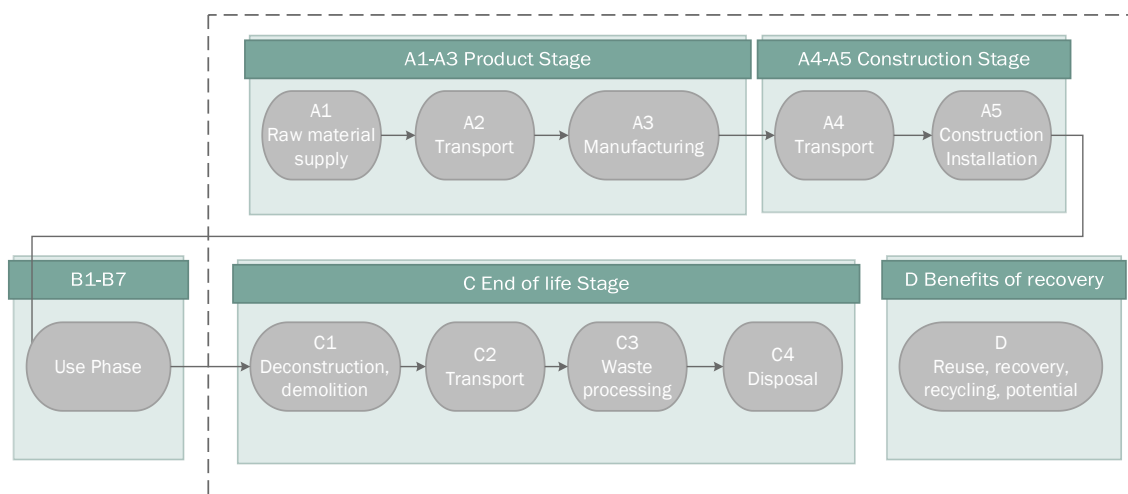 A1-A3 Product Stage
A4-A5 Construction Stage
A1
Raw material
supply
A2
Transport
A3
Manufacturing
A4
Transport
A5
Construction
Installation
B1-B7
C End of life Stage
D Benefits of recovery
Use Phase
C1
Deconstruction,
demolition
C2
Transport
C3
Waste
processing
C4
Disposal
D
Reuse, recovery,
recycling, potential